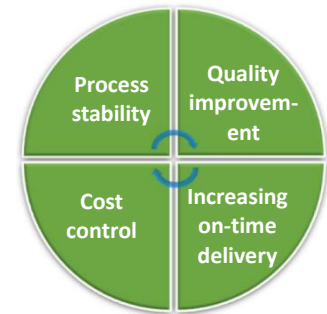 Process
stability
Quality
improvem-
ent
Cost
control
Increasing
on-time
delivery